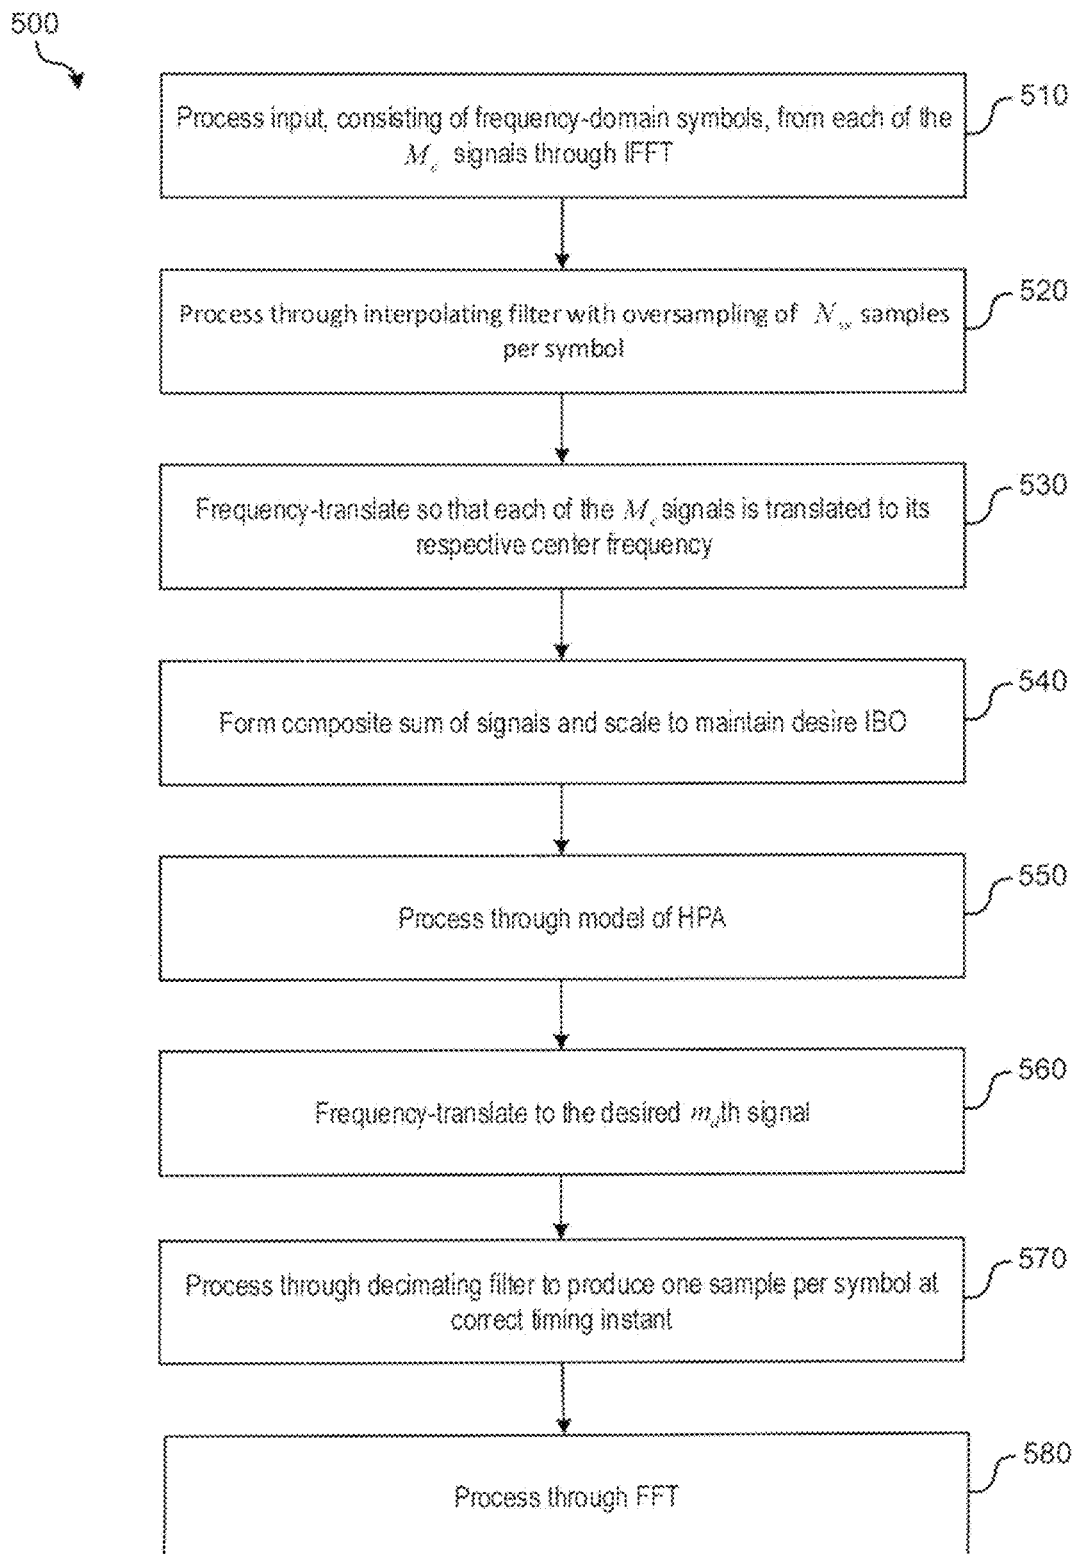 500
Process input, consisting of frequency-domain symbols, from each of the
M_c signals through IFFT
510
Process through interpolating filter with oversampling of N_ss samples
per symbol
520
Frequency-translate so that each of the M_c signals is translated to its
respective center frequency
530
Form composite sum of signals and scale to maintain desire IBO
540
Process through model of HPA
550
Frequency-translate to the desired m_th signal
560
Process through decimating filter to produce one sample per symbol at
correct timing instant
570
Process through FFT
580